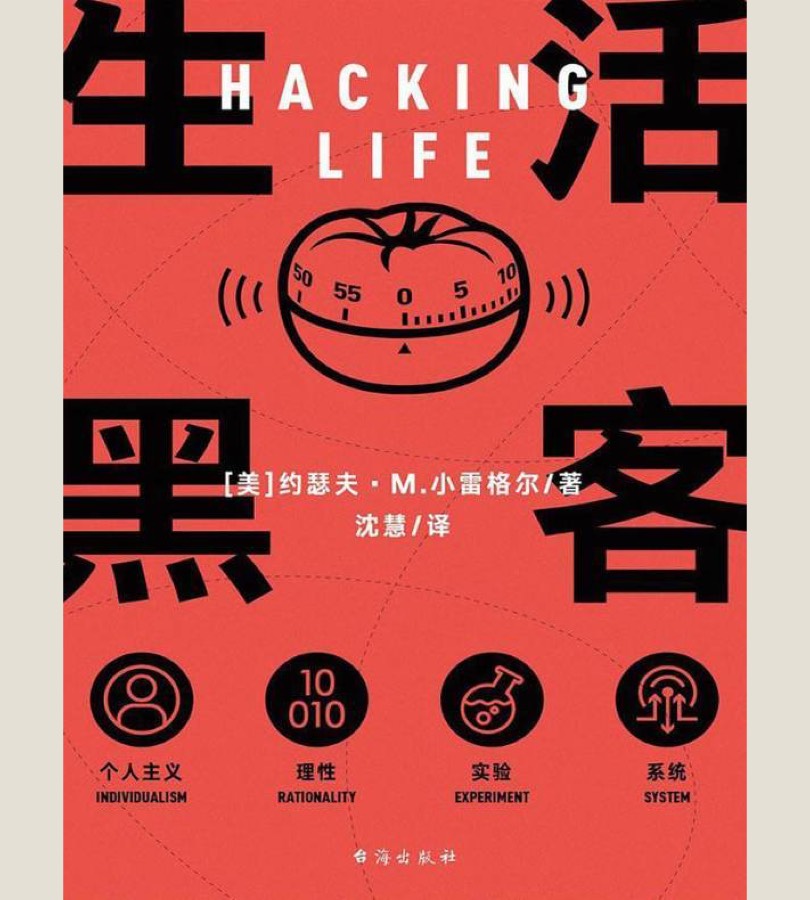 生活
HACKING
LIFE
50 55 0 5 10
黑客
[美]约瑟夫·M.小雷格尔/著
沈慧/译
10
010
个人主义 理性 实验 系统
INDIVIDUALISM RATIONALITY EXPERIMENT SYSTEM
台海出版社